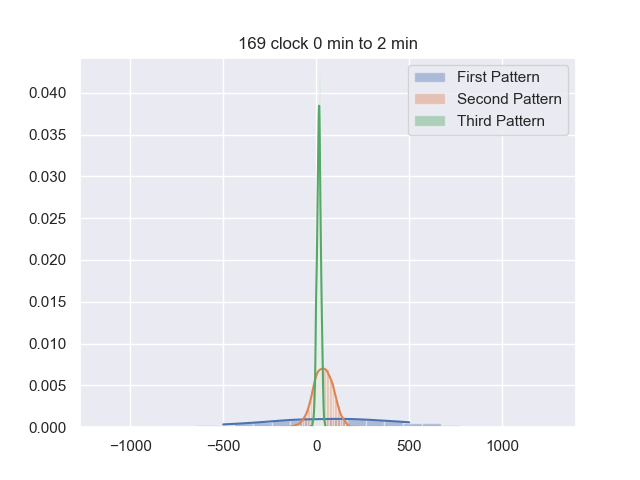 169 clock 0 min to 2 min
First Pattern
Second Pattern
Third Pattern
0.040
0.035
0.030
0.025
0.020
0.015
0.010
0.005
0.000
−1000 −500 0 500 1000